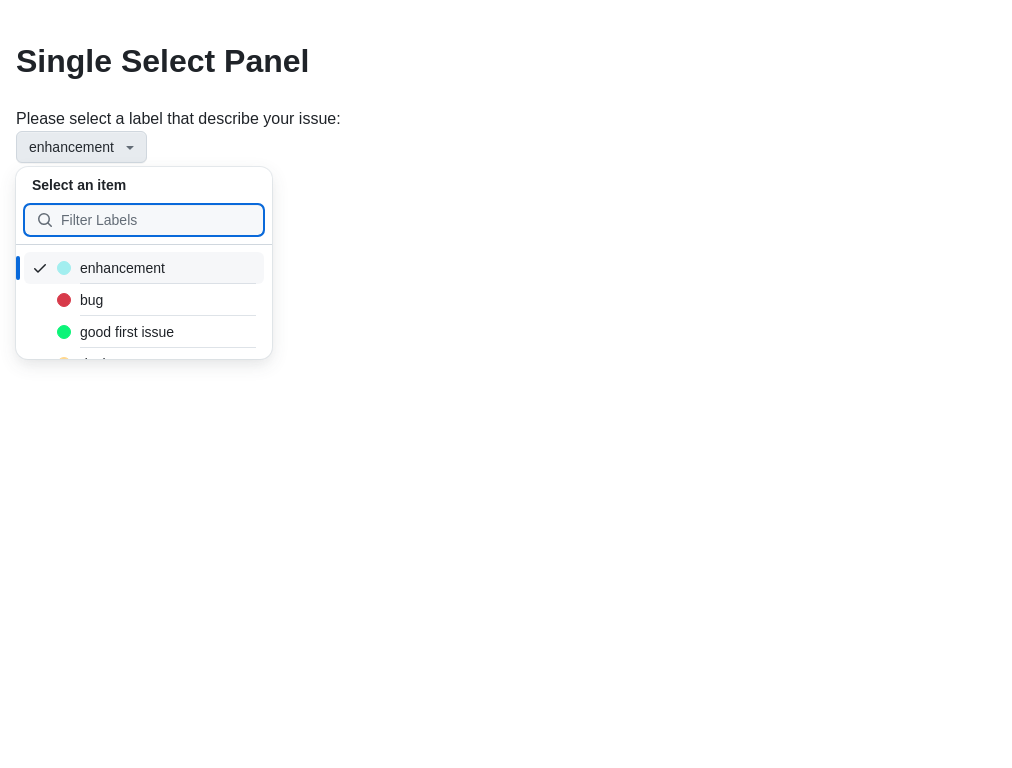 Single Select Panel
Please select a label that describe your issue:
enhancement
Select an item
Filter Labels
enhancement
bug
good first issue